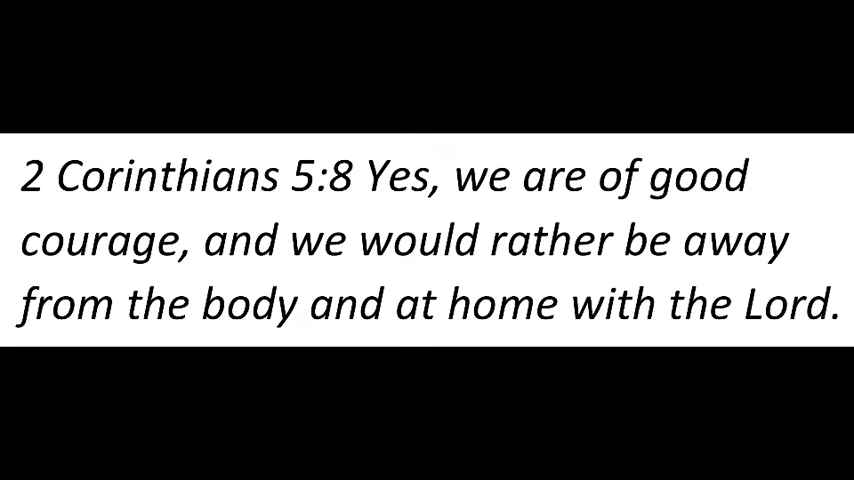 2 Corinthians 5:8 Yes, we are of good
courage, and we would rather be away
from the body and at home with the Lord.